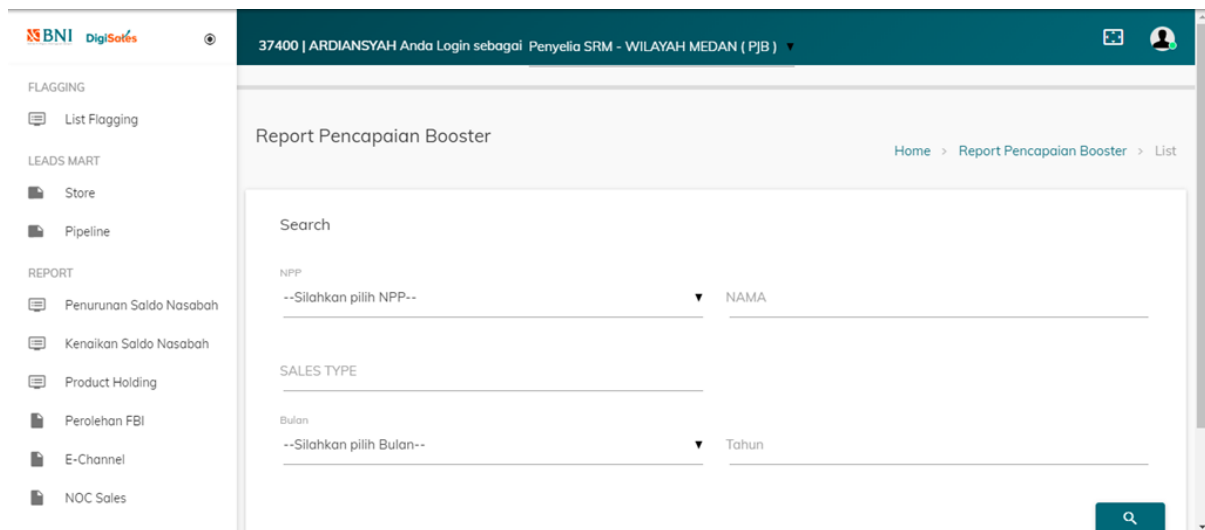 BNI DigiSales
37400 | ARDIANSYAH Anda Login sebagai Penyelia SRM - WILAYAH MEDAN ( PJB )
FLAGGING
List Flagging
LEADS MART
Store
Pipeline
REPORT
Penurunan Saldo Nasabah
Kenaikan Saldo Nasabah
Product Holding
Perolehan FBI
E-Channel
NOC Sales
Report Pencapaian Booster
Home > Report Pencapaian Booster > List
Search
NPP
--Silahkan pilih NPP--
NAMA
SALES TYPE
Bulan
--Silahkan pilih Bulan--
Tahun